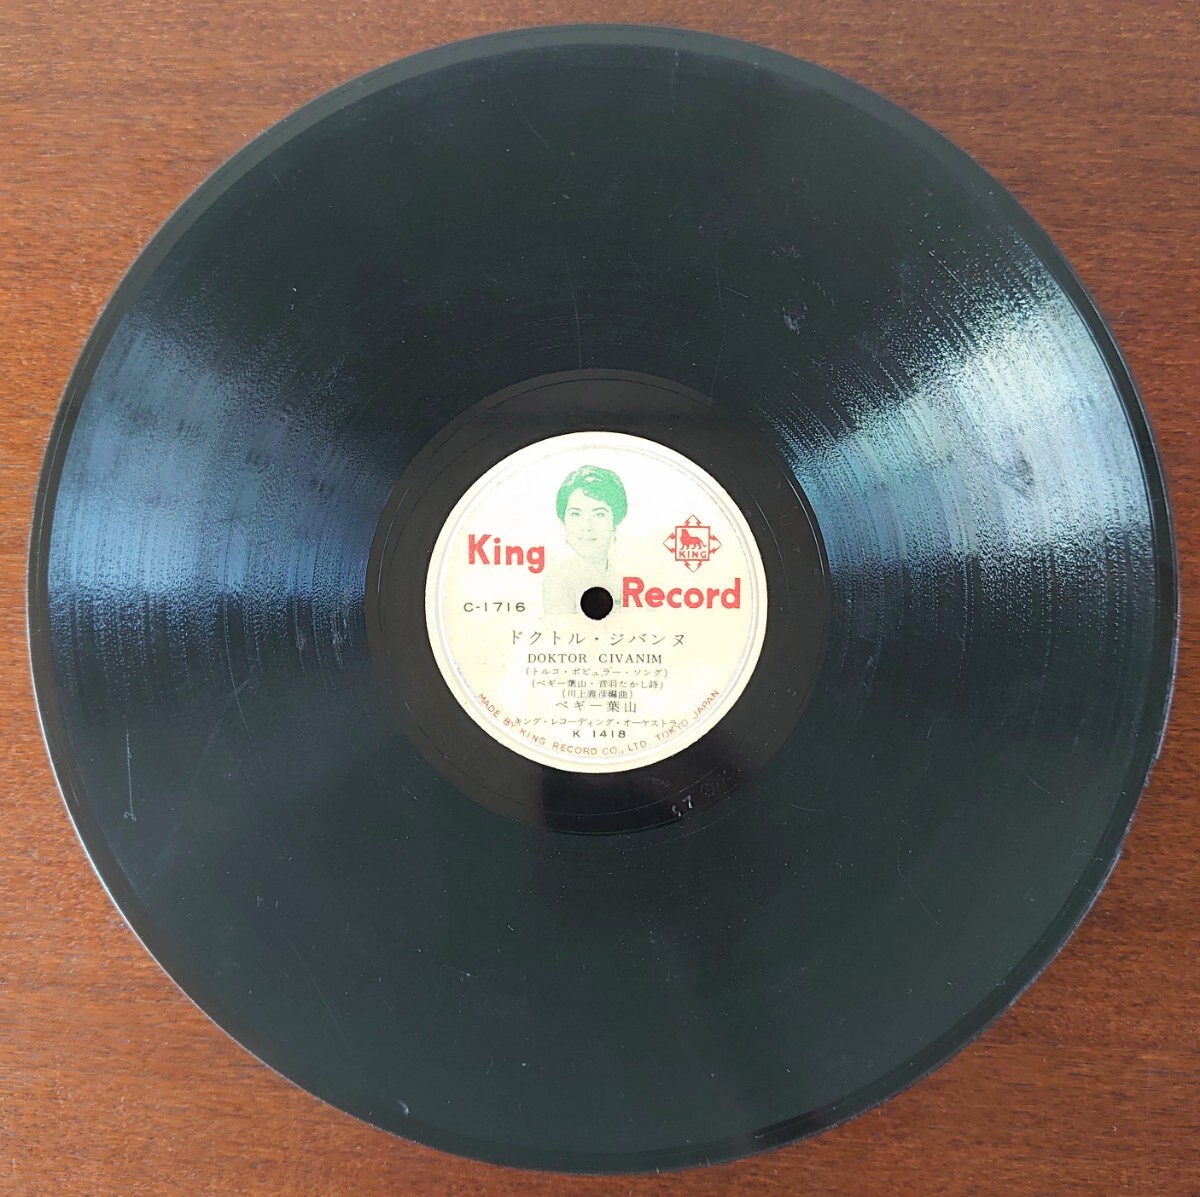 King
KING
Record
C-1716
ドクトル・ジバンヌ
DOKTOR CIVANIM
(トルコ・ポピュラー・ソング)
(ペギー葉山・音羽たかし詩)
(川上義彦編曲)
ペギー葉山
キング・レコーディング・オーケストラ
K 1418
MADE BY KING RECORD CO., LTD. TOKYO JAPAN